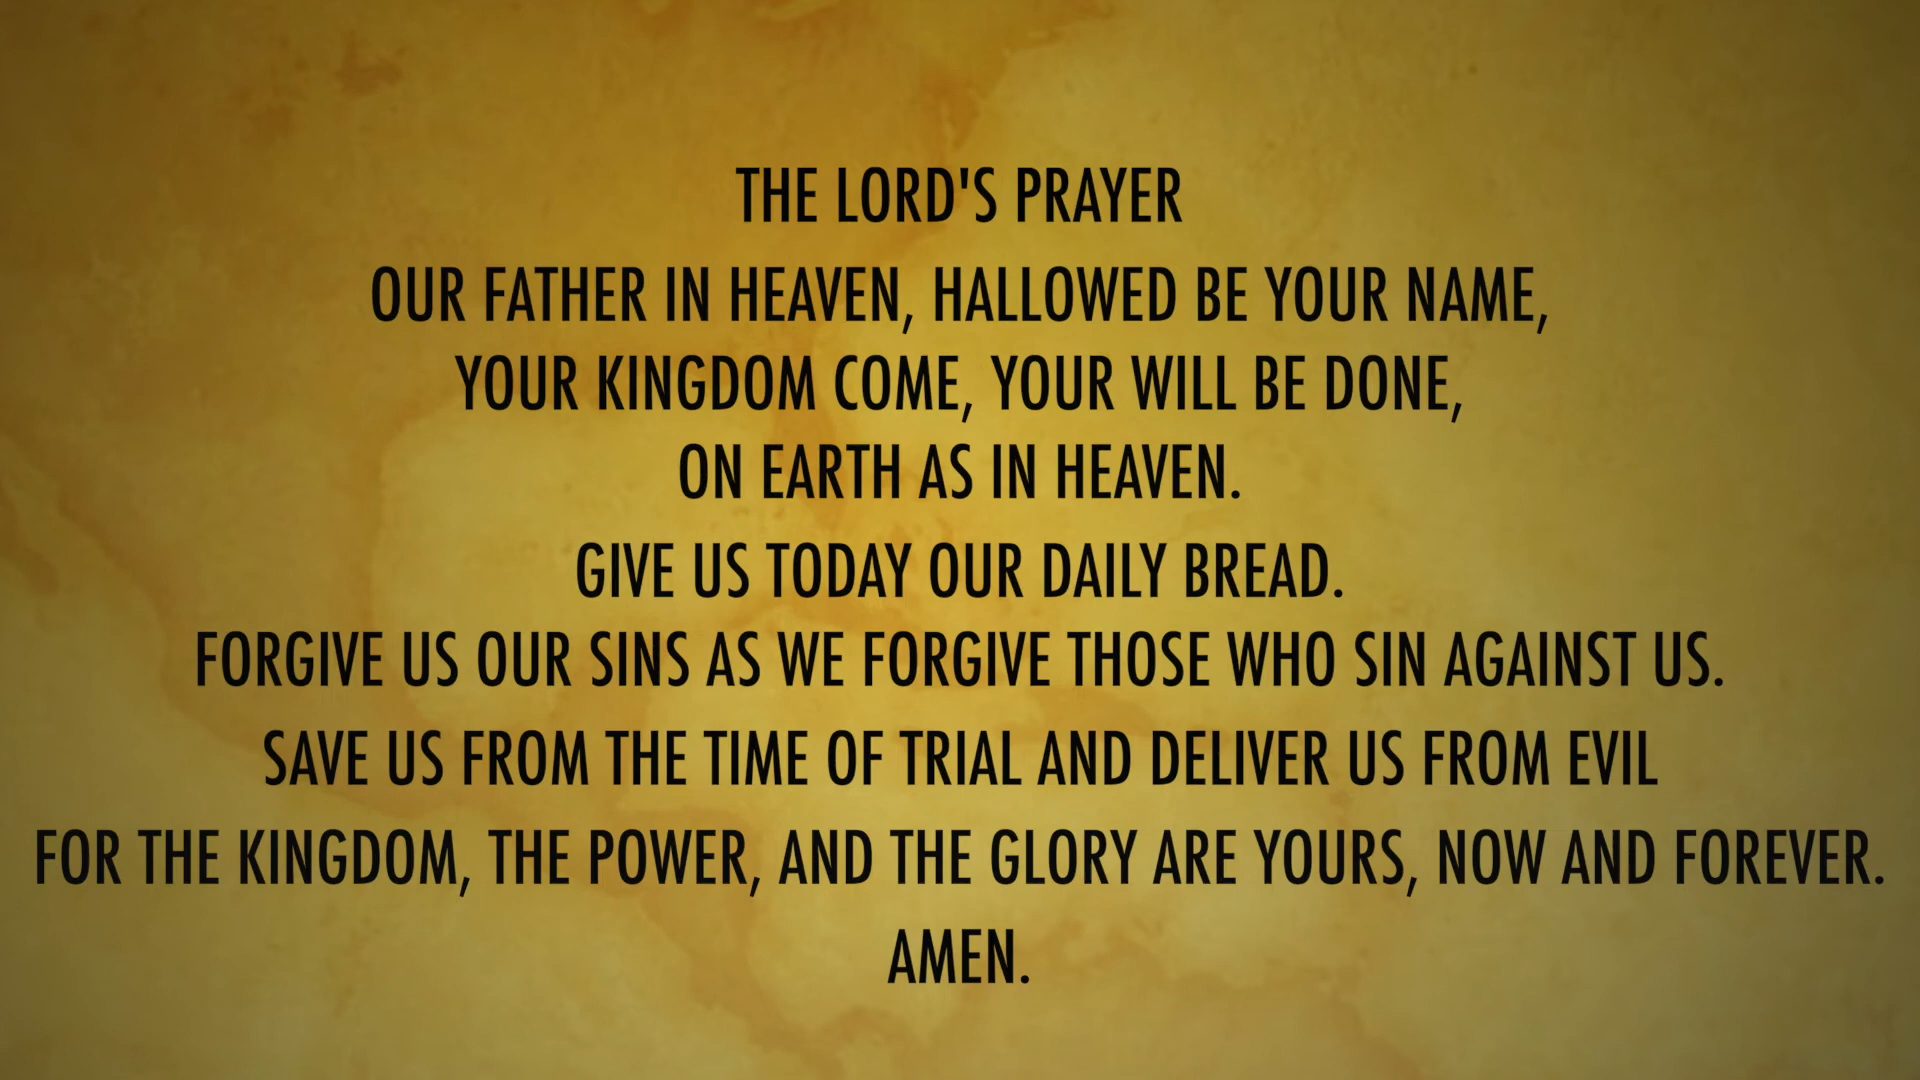 THE LORD'S PRAYER
OUR FATHER IN HEAVEN, HALLOWED BE YOUR NAME,
YOUR KINGDOM COME, YOUR WILL BE DONE,
ON EARTH AS IN HEAVEN.
GIVE US TODAY OUR DAILY BREAD.
FORGIVE US OUR SINS AS WE FORGIVE THOSE WHO SIN AGAINST US.
SAVE US FROM THE TIME OF TRIAL AND DELIVER US FROM EVIL
FOR THE KINGDOM, THE POWER, AND THE GLORY ARE YOURS, NOW AND FOREVER.
AMEN.